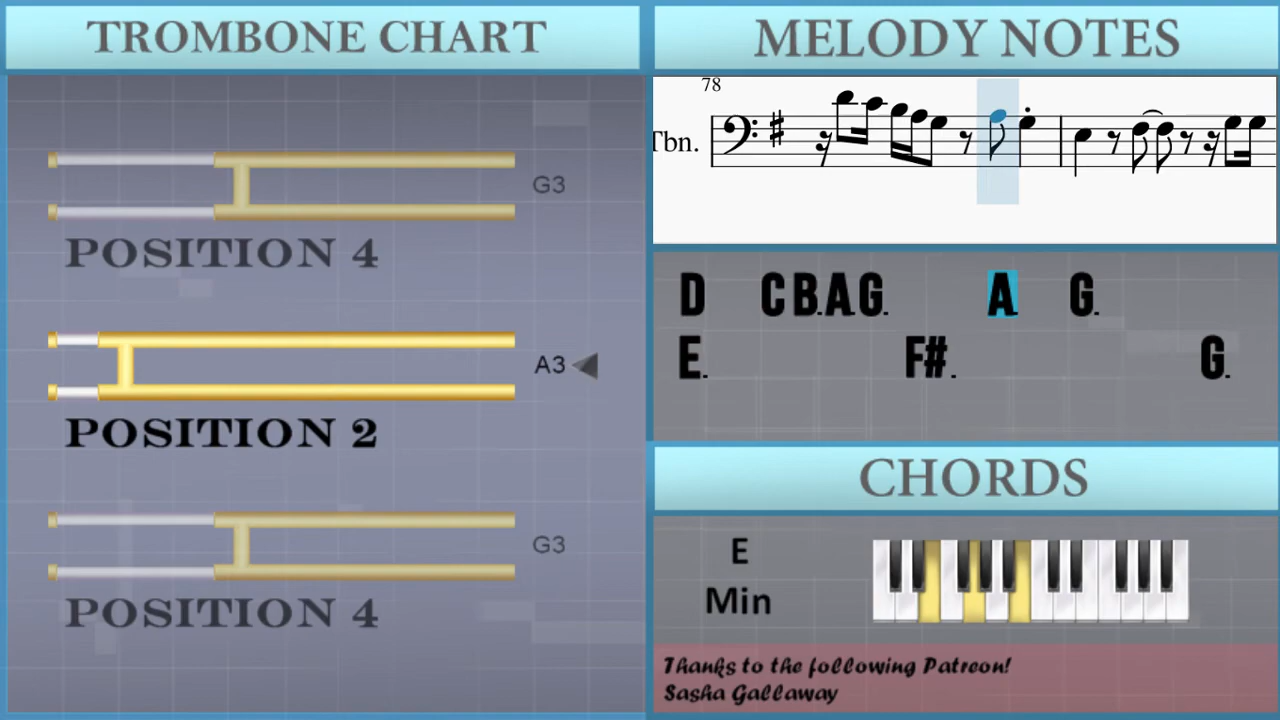 TROMBONE CHART
G3
POSITION 4
A3
POSITION 2
G3
POSITION 4
MELODY NOTES
78
Tbn.
D C B. A. G. A. G.
E. F#. G.
CHORDS
E
Min
Thanks to the following Patreon!
Sasha Gallaway